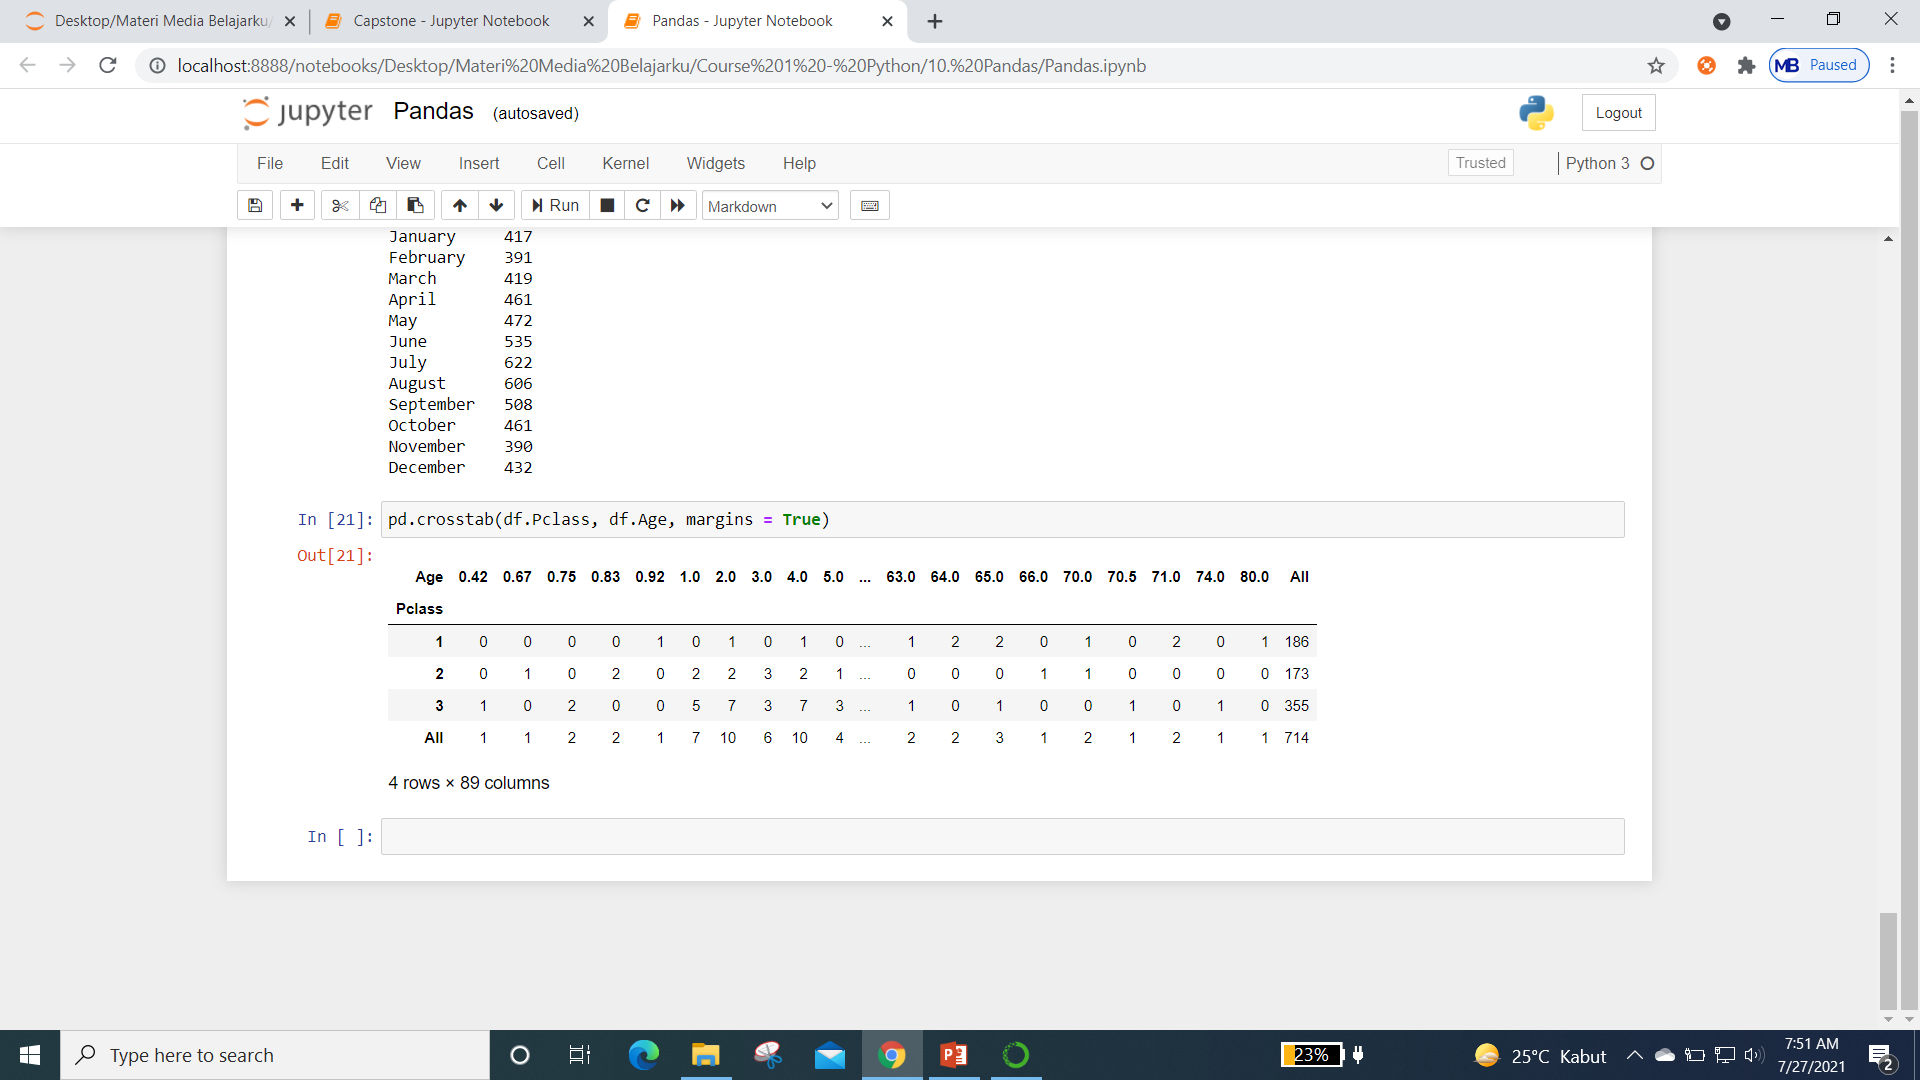 Desktop/Materi Media Belajarku/
Capstone - Jupyter Notebook
Pandas - Jupyter Notebook
localhost:8888/notebooks/Desktop/Materi%20Media%20Belajarku/Course%201%20-%20Python/10.%20Pandas/Pandas.ipynb
MB Paused
jupyter Pandas (autosaved)
Logout
File Edit View Insert Cell Kernel Widgets Help
Trusted
Python 3
Run
Markdown
January 417
February 391
March 419
April 461
May 472
June 535
July 622
August 606
September 508
October 461
November 390
December 432
In [21]: pd.crosstab(df.Pclass, df.Age, margins = True)
Out[21]:
Age 0.42 0.67 0.75 0.83 0.92 1.0 2.0 3.0 4.0 5.0 ... 63.0 64.0 65.0 66.0 70.0 70.5 71.0 74.0 80.0 All
Pclass
1 0 0 0 0 1 0 1 0 1 0 ... 1 2 2 0 1 0 2 0 1 186
2 0 1 0 2 0 2 2 3 2 1 ... 0 0 0 1 1 0 0 0 0 173
3 1 0 2 0 0 5 7 3 7 3 ... 1 0 1 0 0 1 0 1 0 355
All 1 1 2 2 1 7 10 6 10 4 ... 2 2 3 1 2 1 2 1 1 714
4 rows × 89 columns
In [ ]:
Type here to search
23%
25°C Kabut
7:51 AM
7/27/2021
2